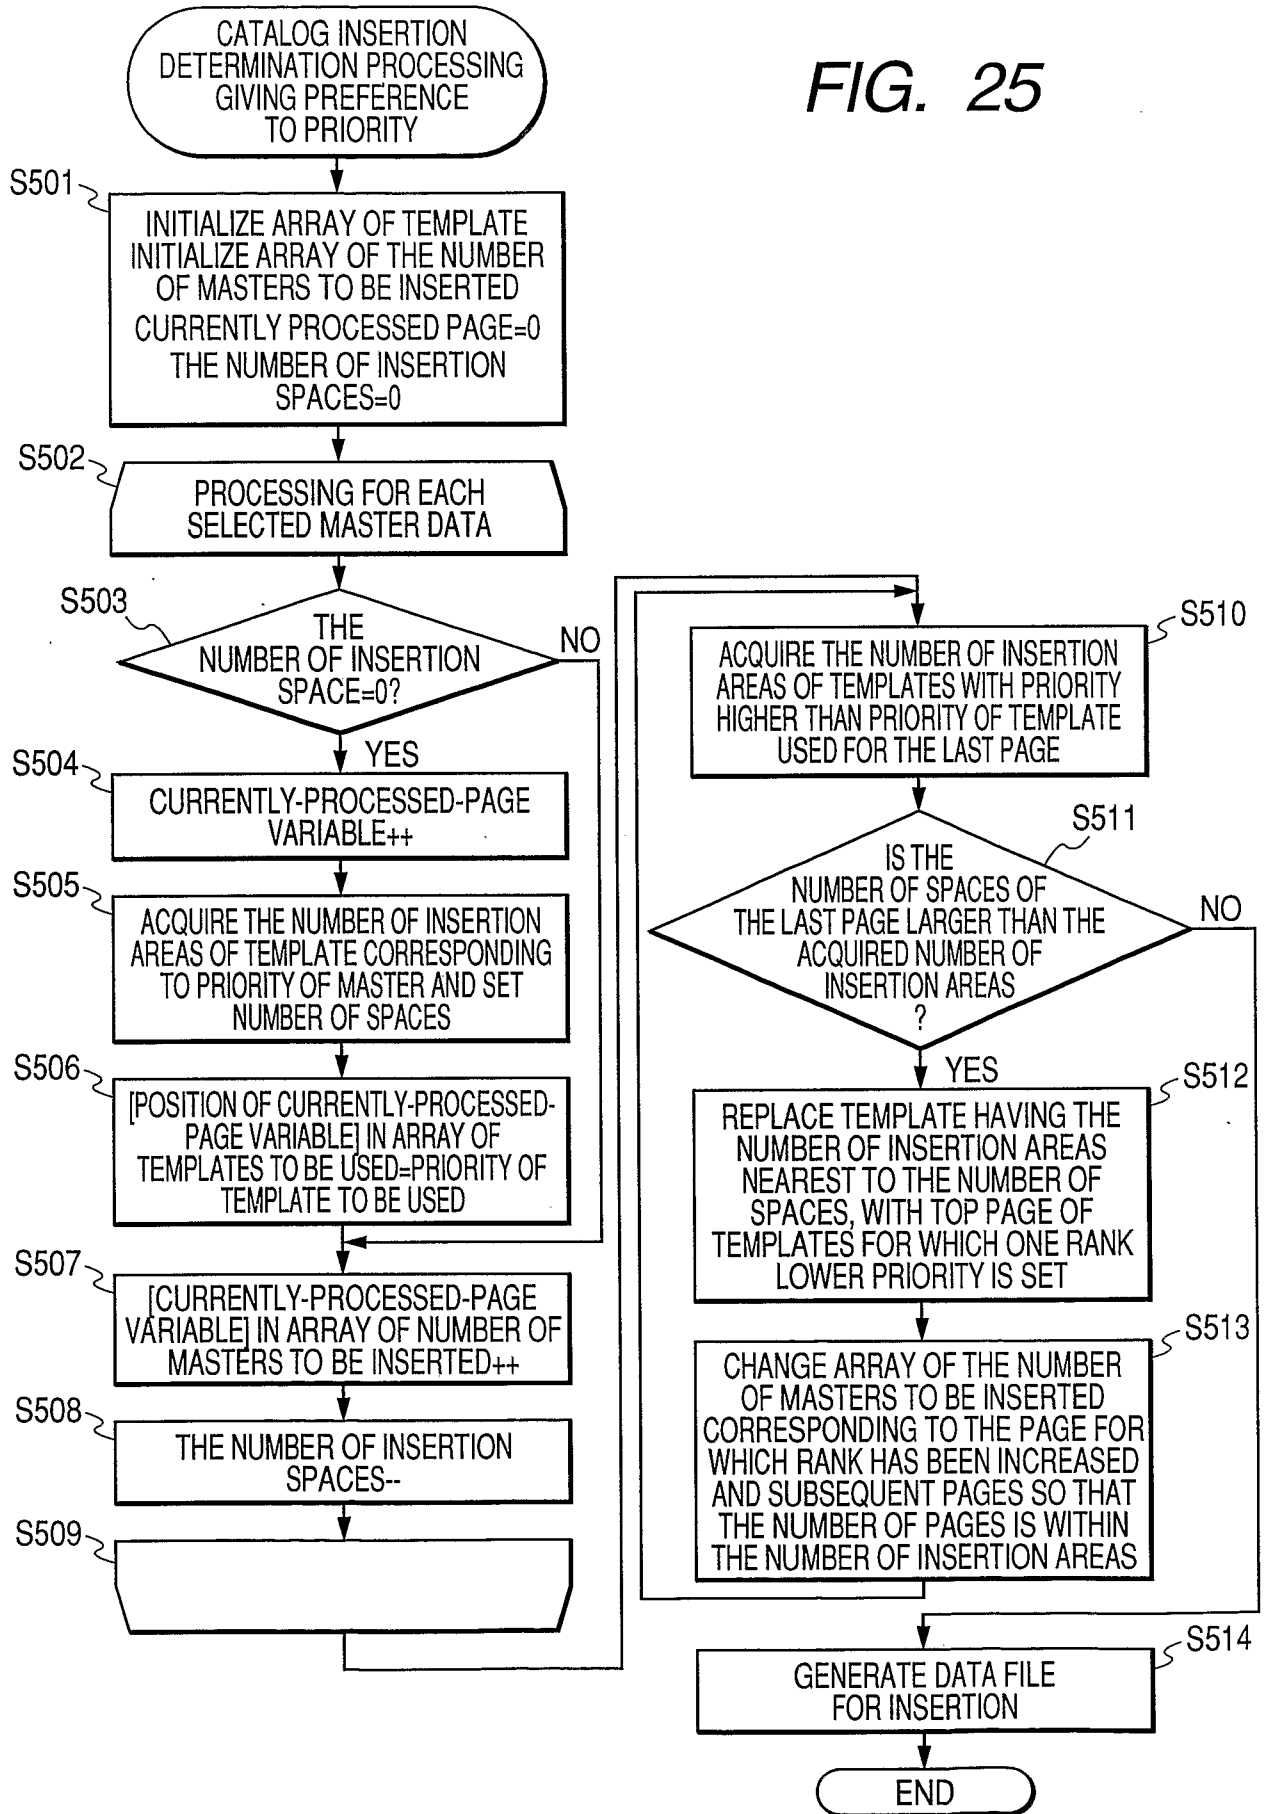 CATALOG INSERTION
DETERMINATION PROCESSING
GIVING PREFERENCE
TO PRIORITY
FIG. 25
S501
INITIALIZE ARRAY OF TEMPLATE
INITIALIZE ARRAY OF THE NUMBER
OF MASTERS TO BE INSERTED
CURRENTLY PROCESSED PAGE=0
THE NUMBER OF INSERTION
SPACES=0
S502
PROCESSING FOR EACH
SELECTED MASTER DATA
S503
THE
NUMBER OF INSERTION
SPACE=0?
NO
YES
S504
CURRENTLY-PROCESSED-PAGE
VARIABLE++
S505
ACQUIRE THE NUMBER OF INSERTION
AREAS OF TEMPLATE CORRESPONDING
TO PRIORITY OF MASTER AND SET
NUMBER OF SPACES
S506
[POSITION OF CURRENTLY-PROCESSED-
PAGE VARIABLE] IN ARRAY OF
TEMPLATES TO BE USED=PRIORITY OF
TEMPLATE TO BE USED
S507
[CURRENTLY-PROCESSED-PAGE
VARIABLE] IN ARRAY OF NUMBER OF
MASTERS TO BE INSERTED++
S508
THE NUMBER OF INSERTION
SPACES--
S509
S510
ACQUIRE THE NUMBER OF INSERTION
AREAS OF TEMPLATES WITH PRIORITY
HIGHER THAN PRIORITY OF TEMPLATE
USED FOR THE LAST PAGE
S511
IS THE
NUMBER OF SPACES OF
THE LAST PAGE LARGER THAN THE
ACQUIRED NUMBER OF
INSERTION AREAS
?
NO
YES
S512
REPLACE TEMPLATE HAVING THE
NUMBER OF INSERTION AREAS
NEAREST TO THE NUMBER OF
SPACES, WITH TOP PAGE OF
TEMPLATES FOR WHICH ONE RANK
LOWER PRIORITY IS SET
S513
CHANGE ARRAY OF THE NUMBER
OF MASTERS TO BE INSERTED
CORRESPONDING TO THE PAGE FOR
WHICH RANK HAS BEEN INCREASED
AND SUBSEQUENT PAGES SO THAT
THE NUMBER OF PAGES IS WITHIN
THE NUMBER OF INSERTION AREAS
S514
GENERATE DATA FILE
FOR INSERTION
END